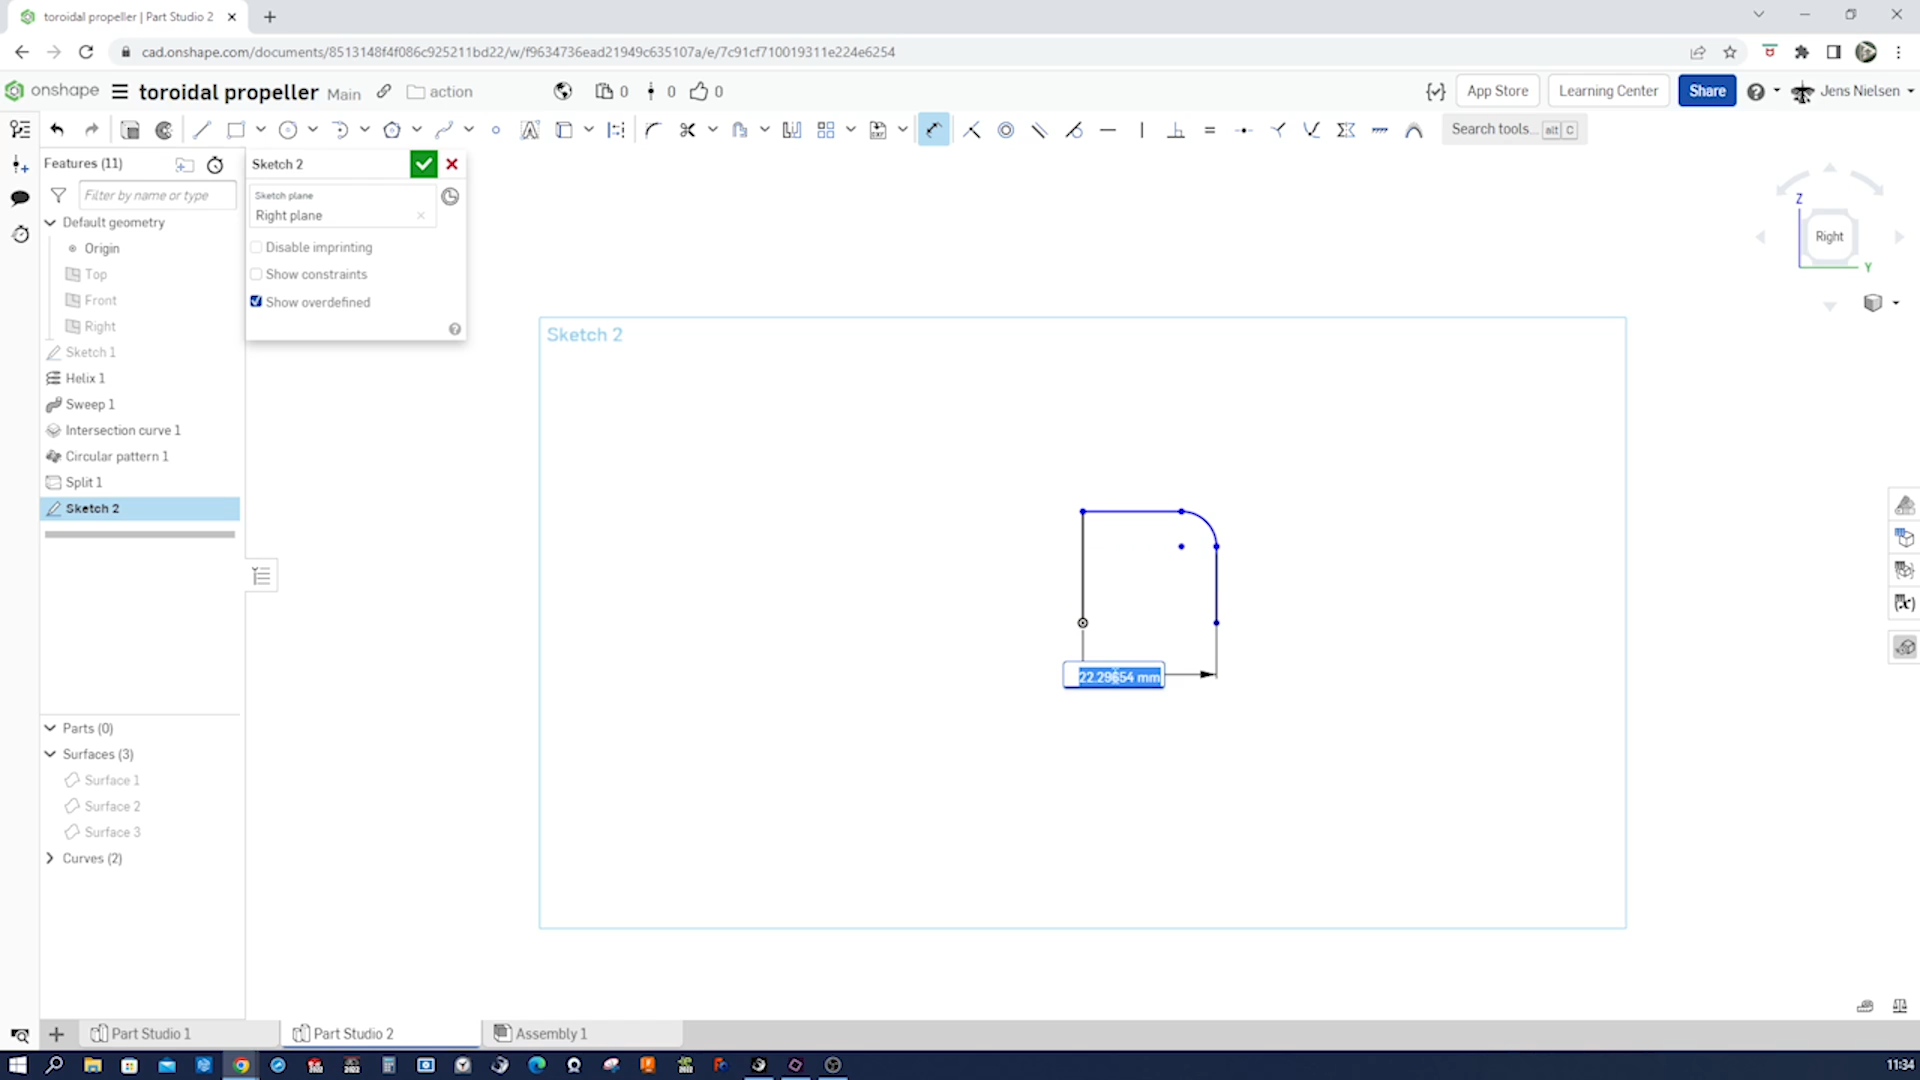 toroidal propeller | Part Studio 2
cad.onshape.com/documents/8513148f4f086c925211bd22/w/f9634736ead21949c635107a/e/7c91cf710019311e224e6254
onshape
toroidal propeller Main
action
0
0
0
App Store
Learning Center
Share
Jens Nielsen
Search tools... alt C
Features (11)
Filter by name or type
Default geometry
Origin
Top
Front
Right
Sketch 1
Helix 1
Sweep 1
Intersection curve 1
Circular pattern 1
Split 1
Sketch 2
Parts (0)
Surfaces (3)
Surface 1
Surface 2
Surface 3
Curves (2)
Sketch 2
Sketch plane
Right plane
Disable imprinting
Show constraints
Show overdefined
Sketch 2
22.29654 mm
Z
Right
Y
Part Studio 1
Part Studio 2
Assembly 1
11:34